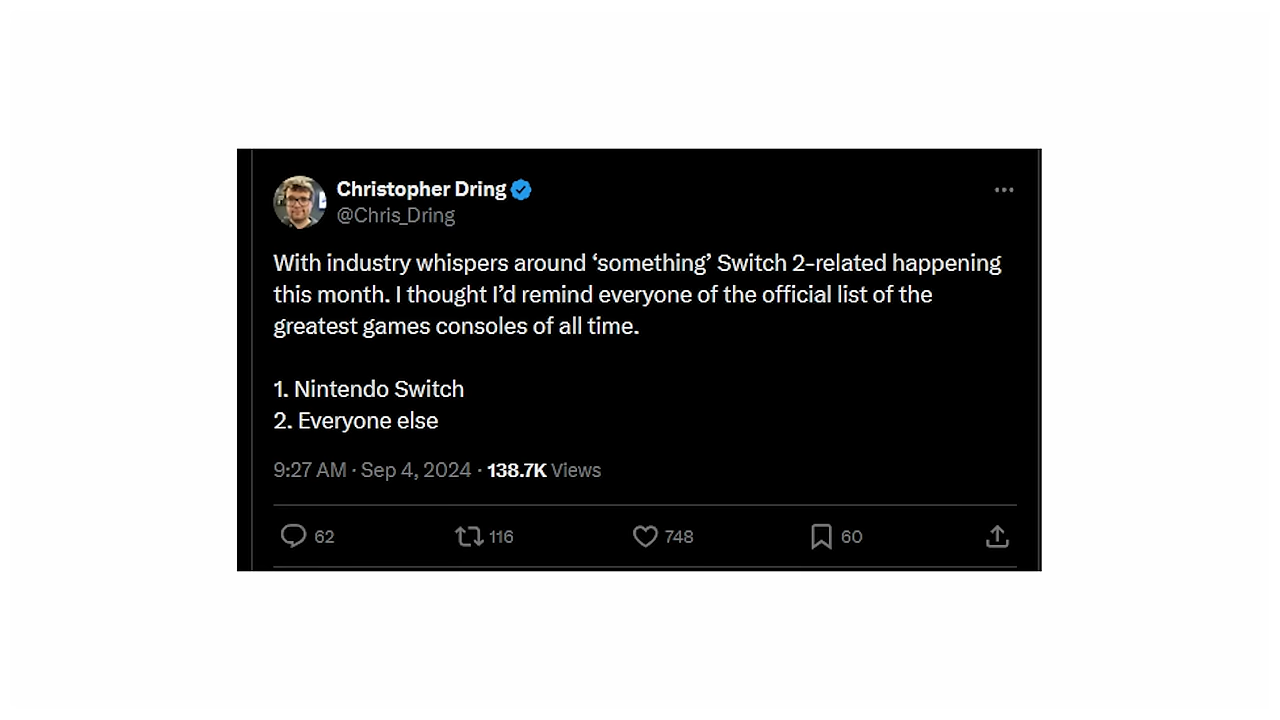 Christopher Dring
@Chris_Dring
With industry whispers around ‘something’ Switch 2-related happening
this month. I thought I’d remind everyone of the official list of the
greatest games consoles of all time.
1. Nintendo Switch
2. Everyone else
9:27 AM · Sep 4, 2024 · 138.7K Views
62 116 748 60